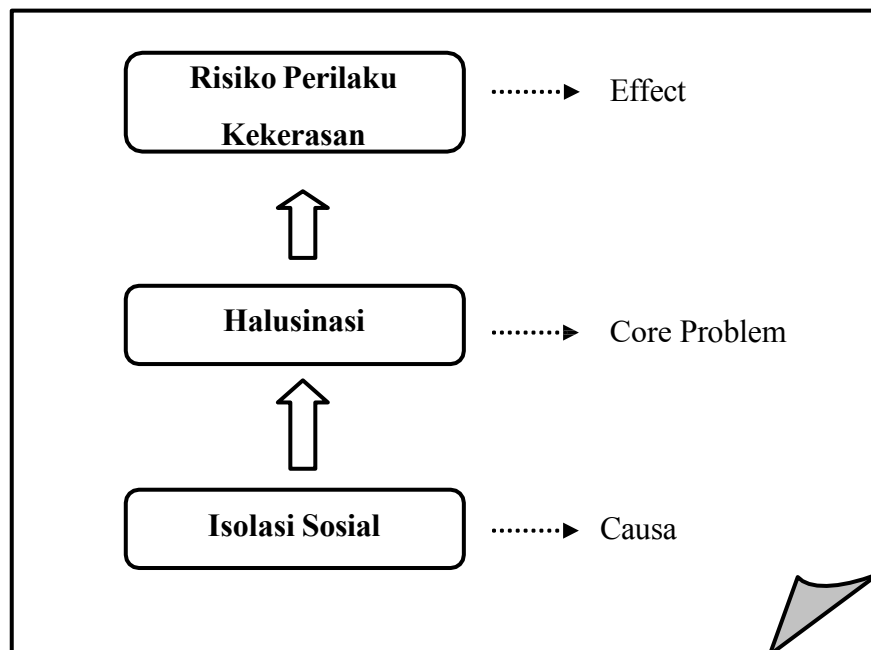 Risiko Perilaku
Kekerasan
Effect
Halusinasi
Core Problem
Isolasi Sosial
Causa